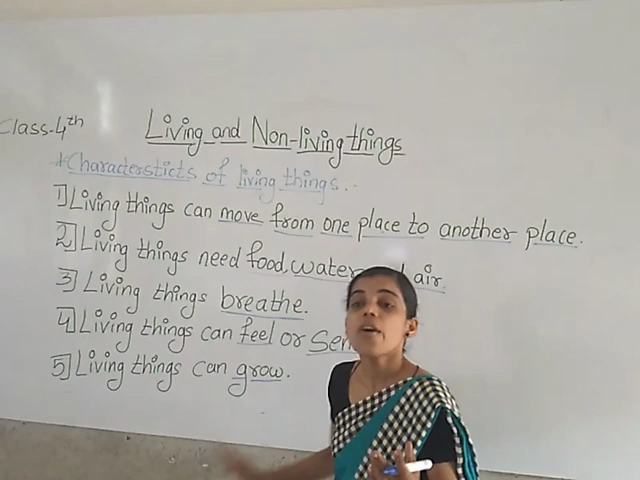 Class-4th
Living and Non-living things
*Characterstics of living things:-
1] Living things can move from one place to another place.
2] Living things need food, water air.
3] Living things breathe.
4] Living things can feel or
5] Living things can grow.